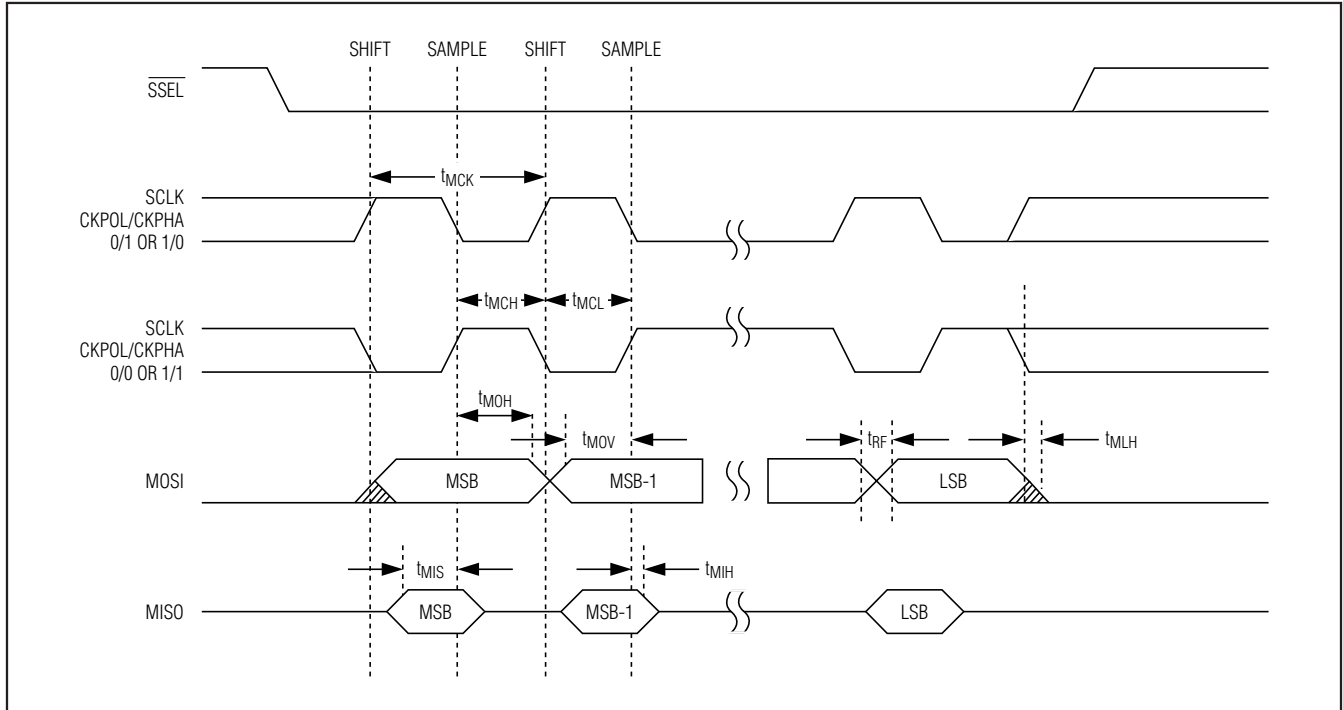 SHIFT SAMPLE SHIFT SAMPLE
SSEL
tMCK
SCLK
CKPOL/CKPHA
0/1 OR 1/0
tMCH tMCL
SCLK
CKPOL/CKPHA
0/0 OR 1/1
tMOH
tMOV tRF tMLH
MOSI MSB MSB-1 LSB
tMIS tMIH
MISO MSB MSB-1 LSB